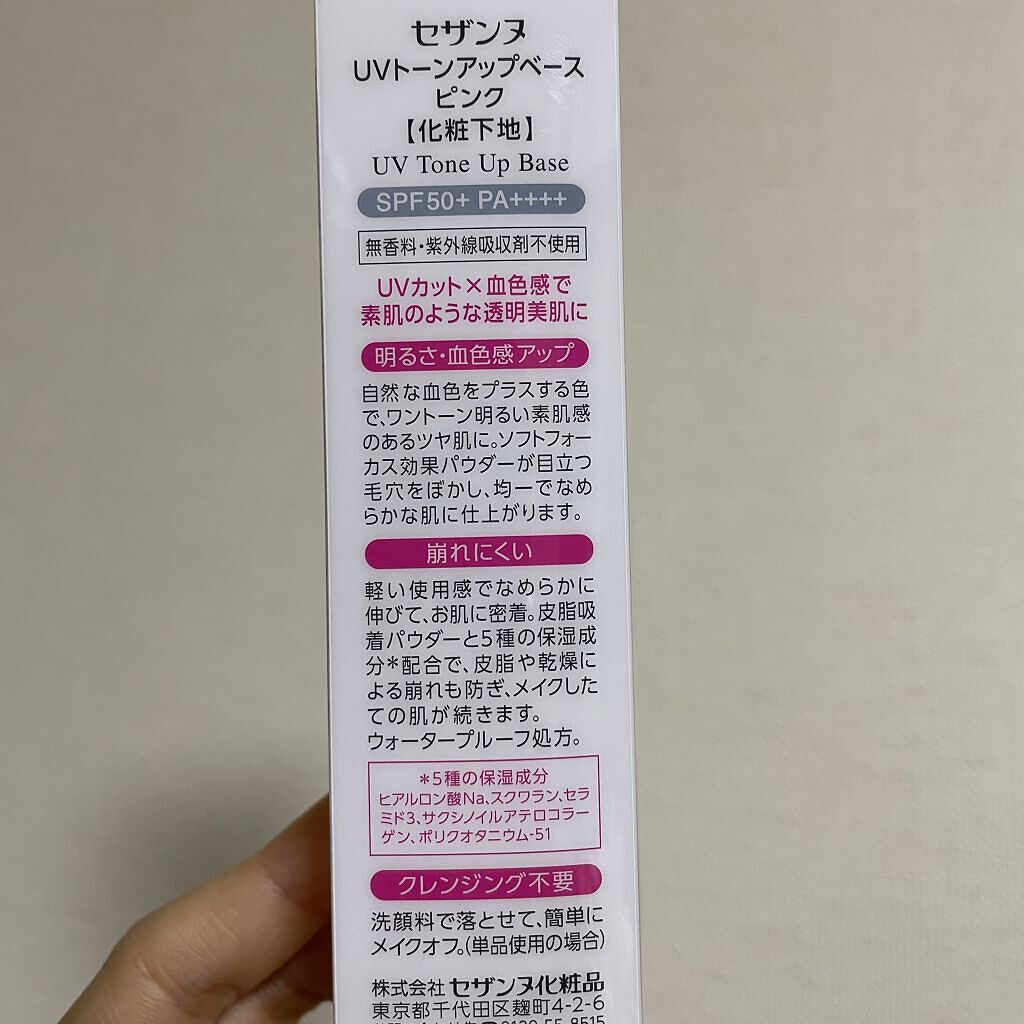 セザンヌ
UVトーンアップベース
ピンク
【化粧下地】
UV Tone Up Base
SPF50+ PA++++
無香料・紫外線吸収剤不使用
UVカット×血色感で
素肌のような透明美肌に
明るさ・血色感アップ
自然な血色をプラスする色
で、ワントーン明るい素肌感
のあるツヤ肌に。ソフトフォー
カス効果パウダーが目立つ
毛穴をぼかし、均一でなめ
らかな肌に仕上がります。
崩れにくい
軽い使用感でなめらかに
伸びて、お肌に密着。皮脂吸
着パウダーと5種の保湿成
分*配合で、皮脂や乾燥に
よる崩れも防ぎ、メイクした
ての肌が続きます。
ウォータープルーフ処方。
*5種の保湿成分
ヒアルロン酸Na、スクワラン、セラ
ミド3、サクシノイルアテロコラー
ゲン、ポリクオタニウム-51
クレンジング不要
洗顔料で落とせて、簡単に
メイクオフ。(単品使用の場合)
株式会社 セザンヌ化粧品
東京都千代田区麹町4-2-6
0120-55-8515